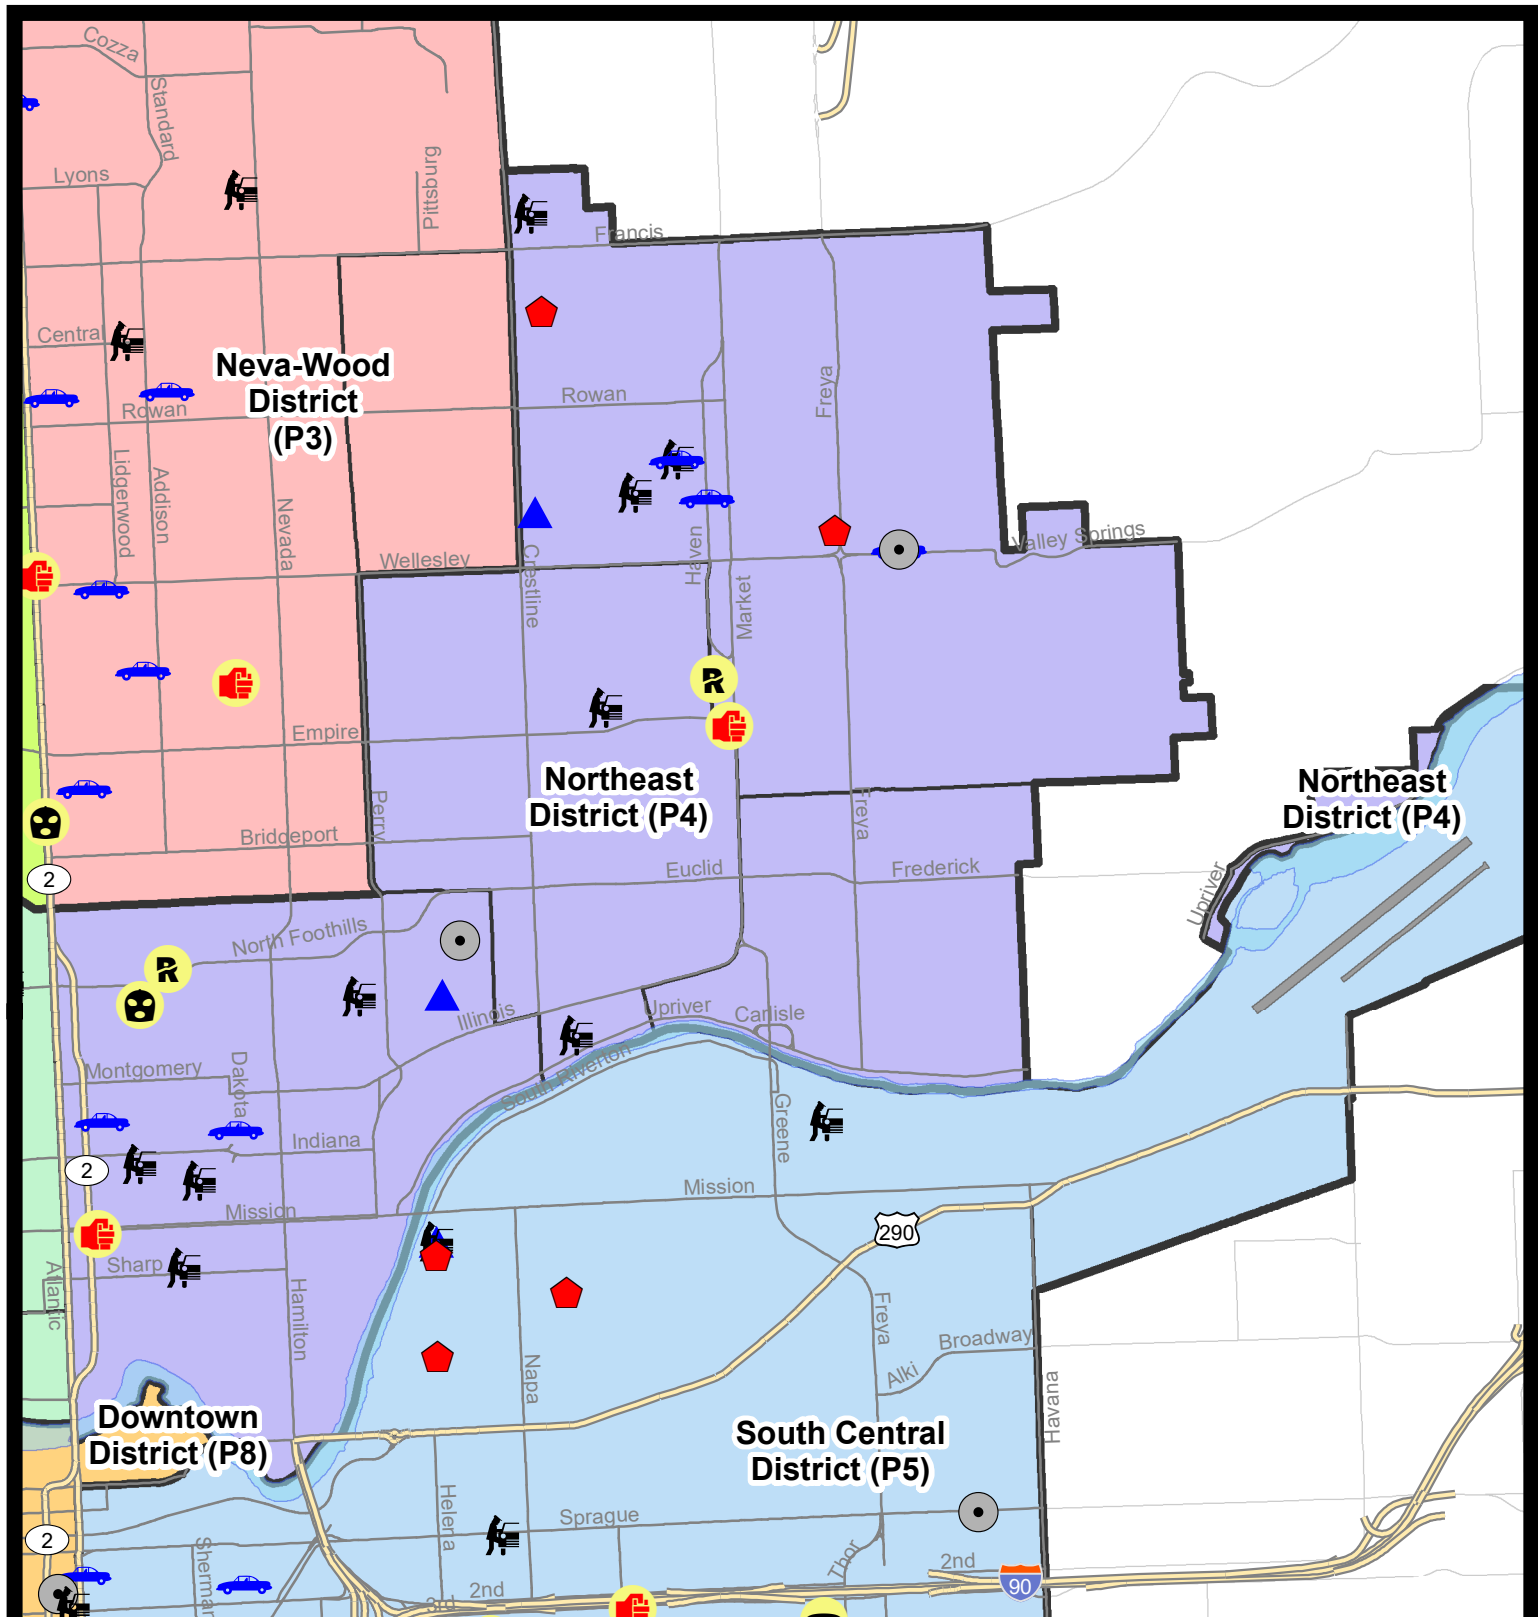 Cozza
Standard
Lyons
Pittsburg
Francis
Central
Neva-Wood
District
(P3)
Rowan
Rowan
Freya
Lidgerwood
Addison
Nevada
Wellesley
Crestline
Haven
Market
Valley Springs
Empire
Perry
Northeast
District (P4)
Freya
Northeast
District (P4)
Bridgeport
2
Euclid
Frederick
Upriver
North Foothills
R
R
Illinois
Upriver
Carlisle
South Riverton
Montgomery
Dakota
Greene
Indiana
2
Mission
Mission
290
Sharp
Atlantic
Hamilton
Napa
Freya
Broadway
Alki
Havana
Downtown
District (P8)
South Central
District (P5)
Helena
Sprague
2
Sherman
Thor
2nd
2nd
3rd
90